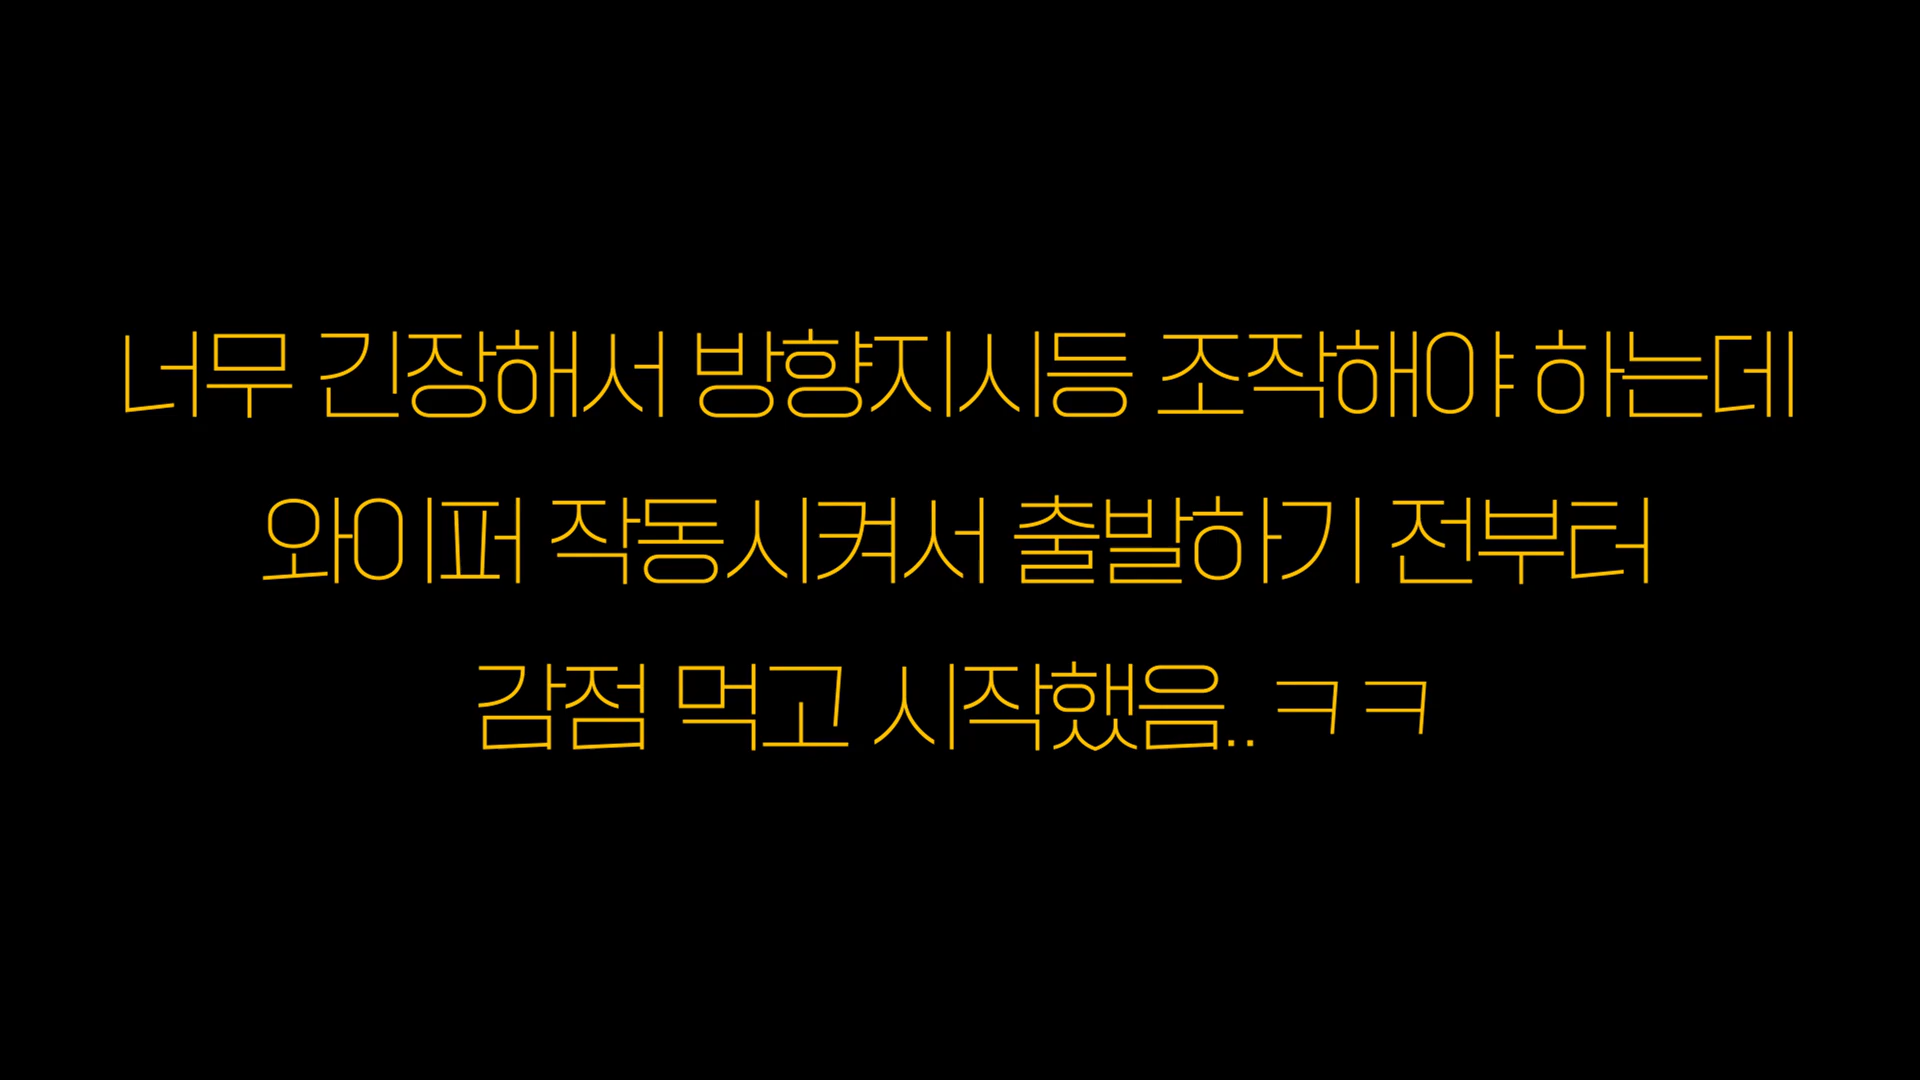 너무 긴장해서 방향지시등 조작해야 하는데
와이퍼 작동시켜서 출발하기 전부터
감점 먹고 시작했음.. ㅋㅋ